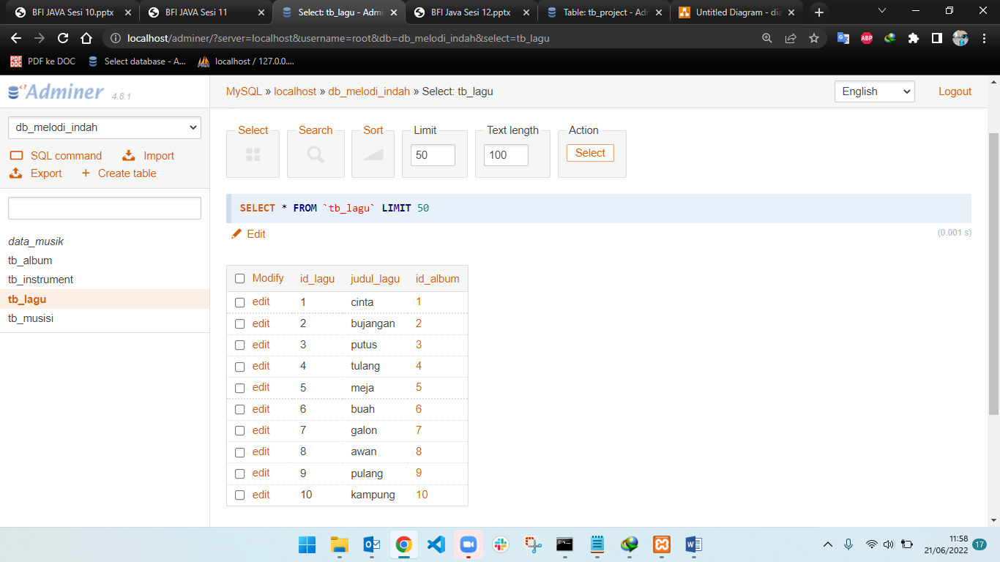 BFI JAVA Sesi 10.pptx
BFI JAVA Sesi 11
Select: tb_lagu - Admi
BFI Java Sesi 12.pptx
Table: tb_project - Ad
Untitled Diagram - dia
localhost/adminer/?server=localhost&username=root&db=db_melodi_indah&select=tb_lagu
ABP
PDF DOC PDF ke DOC
Select database - A...
localhost / 127.0.0....
Adminer 4.8.1
MySQL » localhost » db_melodi_indah » Select: tb_lagu
English
Logout
db_melodi_indah
SQL command
Import
Export
Create table
data_musik
tb_album
tb_instrument
tb_lagu
tb_musisi
Select
Search
Sort
Limit
50
Text length
100
Action
Select
SELECT * FROM `tb_lagu` LIMIT 50
Edit
(0.001 s)
Modify id_lagu judul_lagu id_album
edit 1 cinta 1
edit 2 bujangan 2
edit 3 putus 3
edit 4 tulang 4
edit 5 meja 5
edit 6 buah 6
edit 7 galon 7
edit 8 awan 8
edit 9 pulang 9
edit 10 kampung 10
11:58
21/06/2022
17